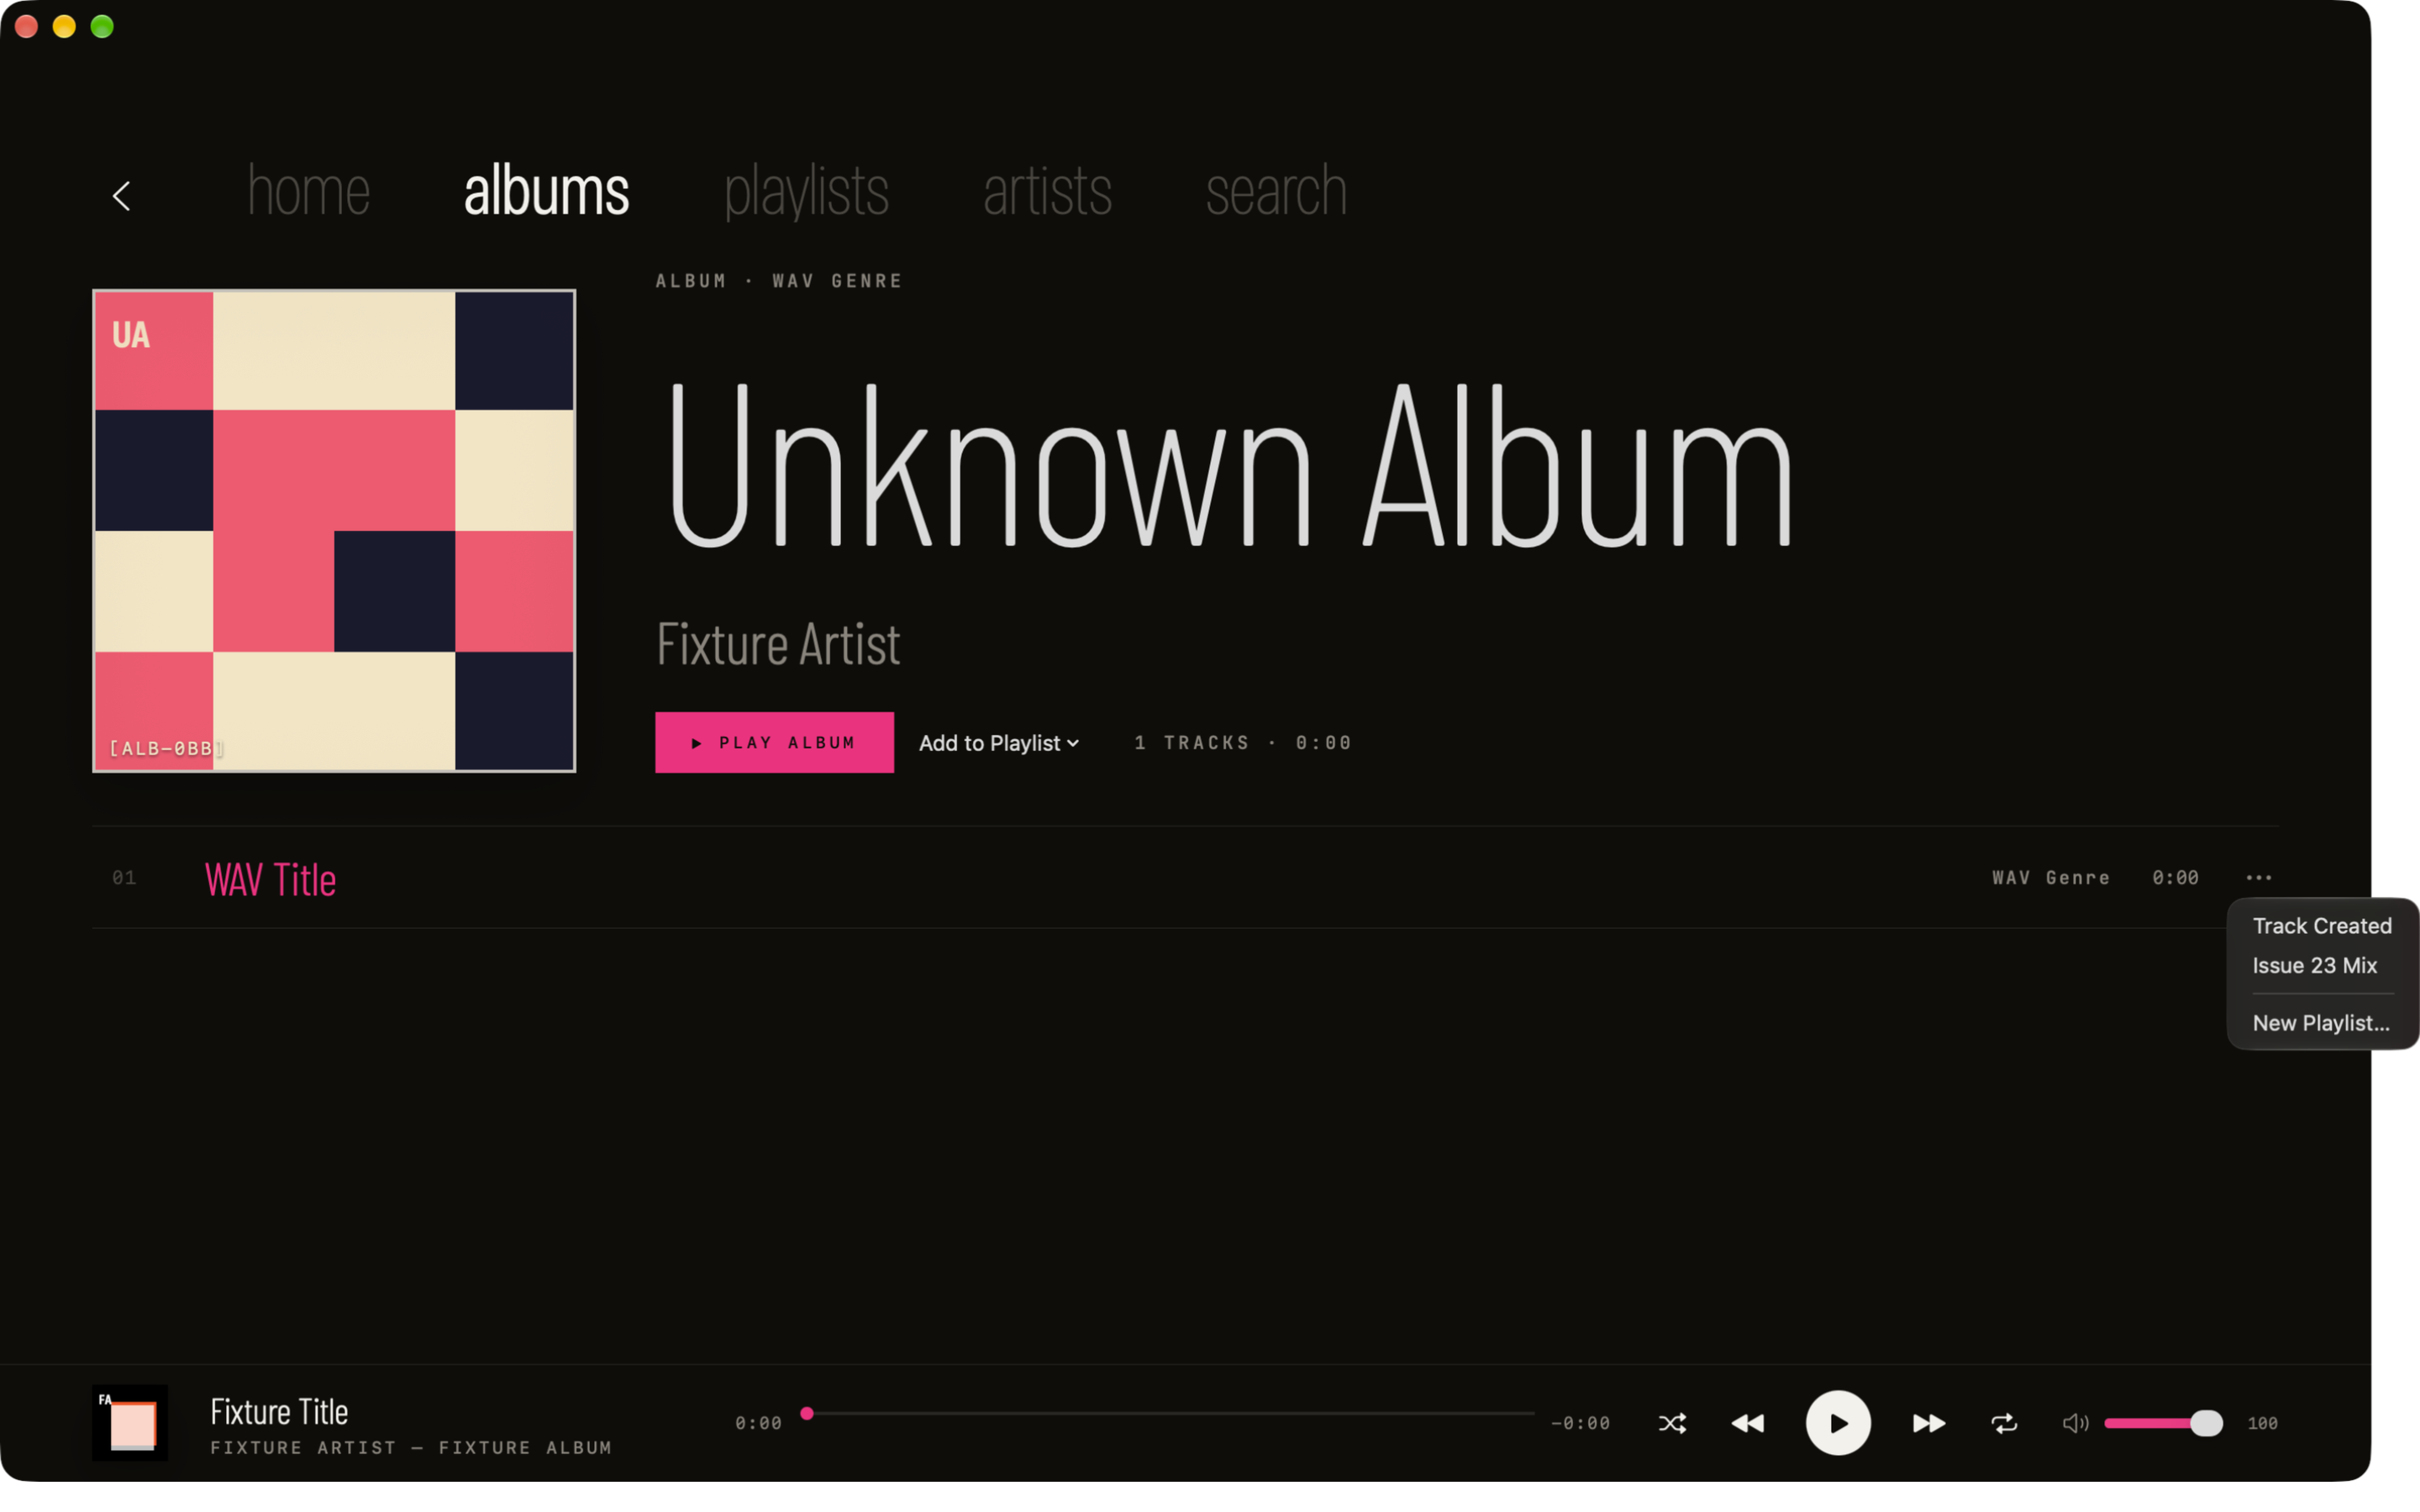 home albums playlists artists search
ALBUM · WAV GENRE
UA
Unknown Album
Fixture Artist
[ALB-0BB]
▶ PLAY ALBUM Add to Playlist 1 TRACKS · 0:00
01 WAV Title WAV Genre 0:00 ···
Track Created
Issue 23 Mix
New Playlist...
FA
Fixture Title
FIXTURE ARTIST — FIXTURE ALBUM
0:00 -0:00 100